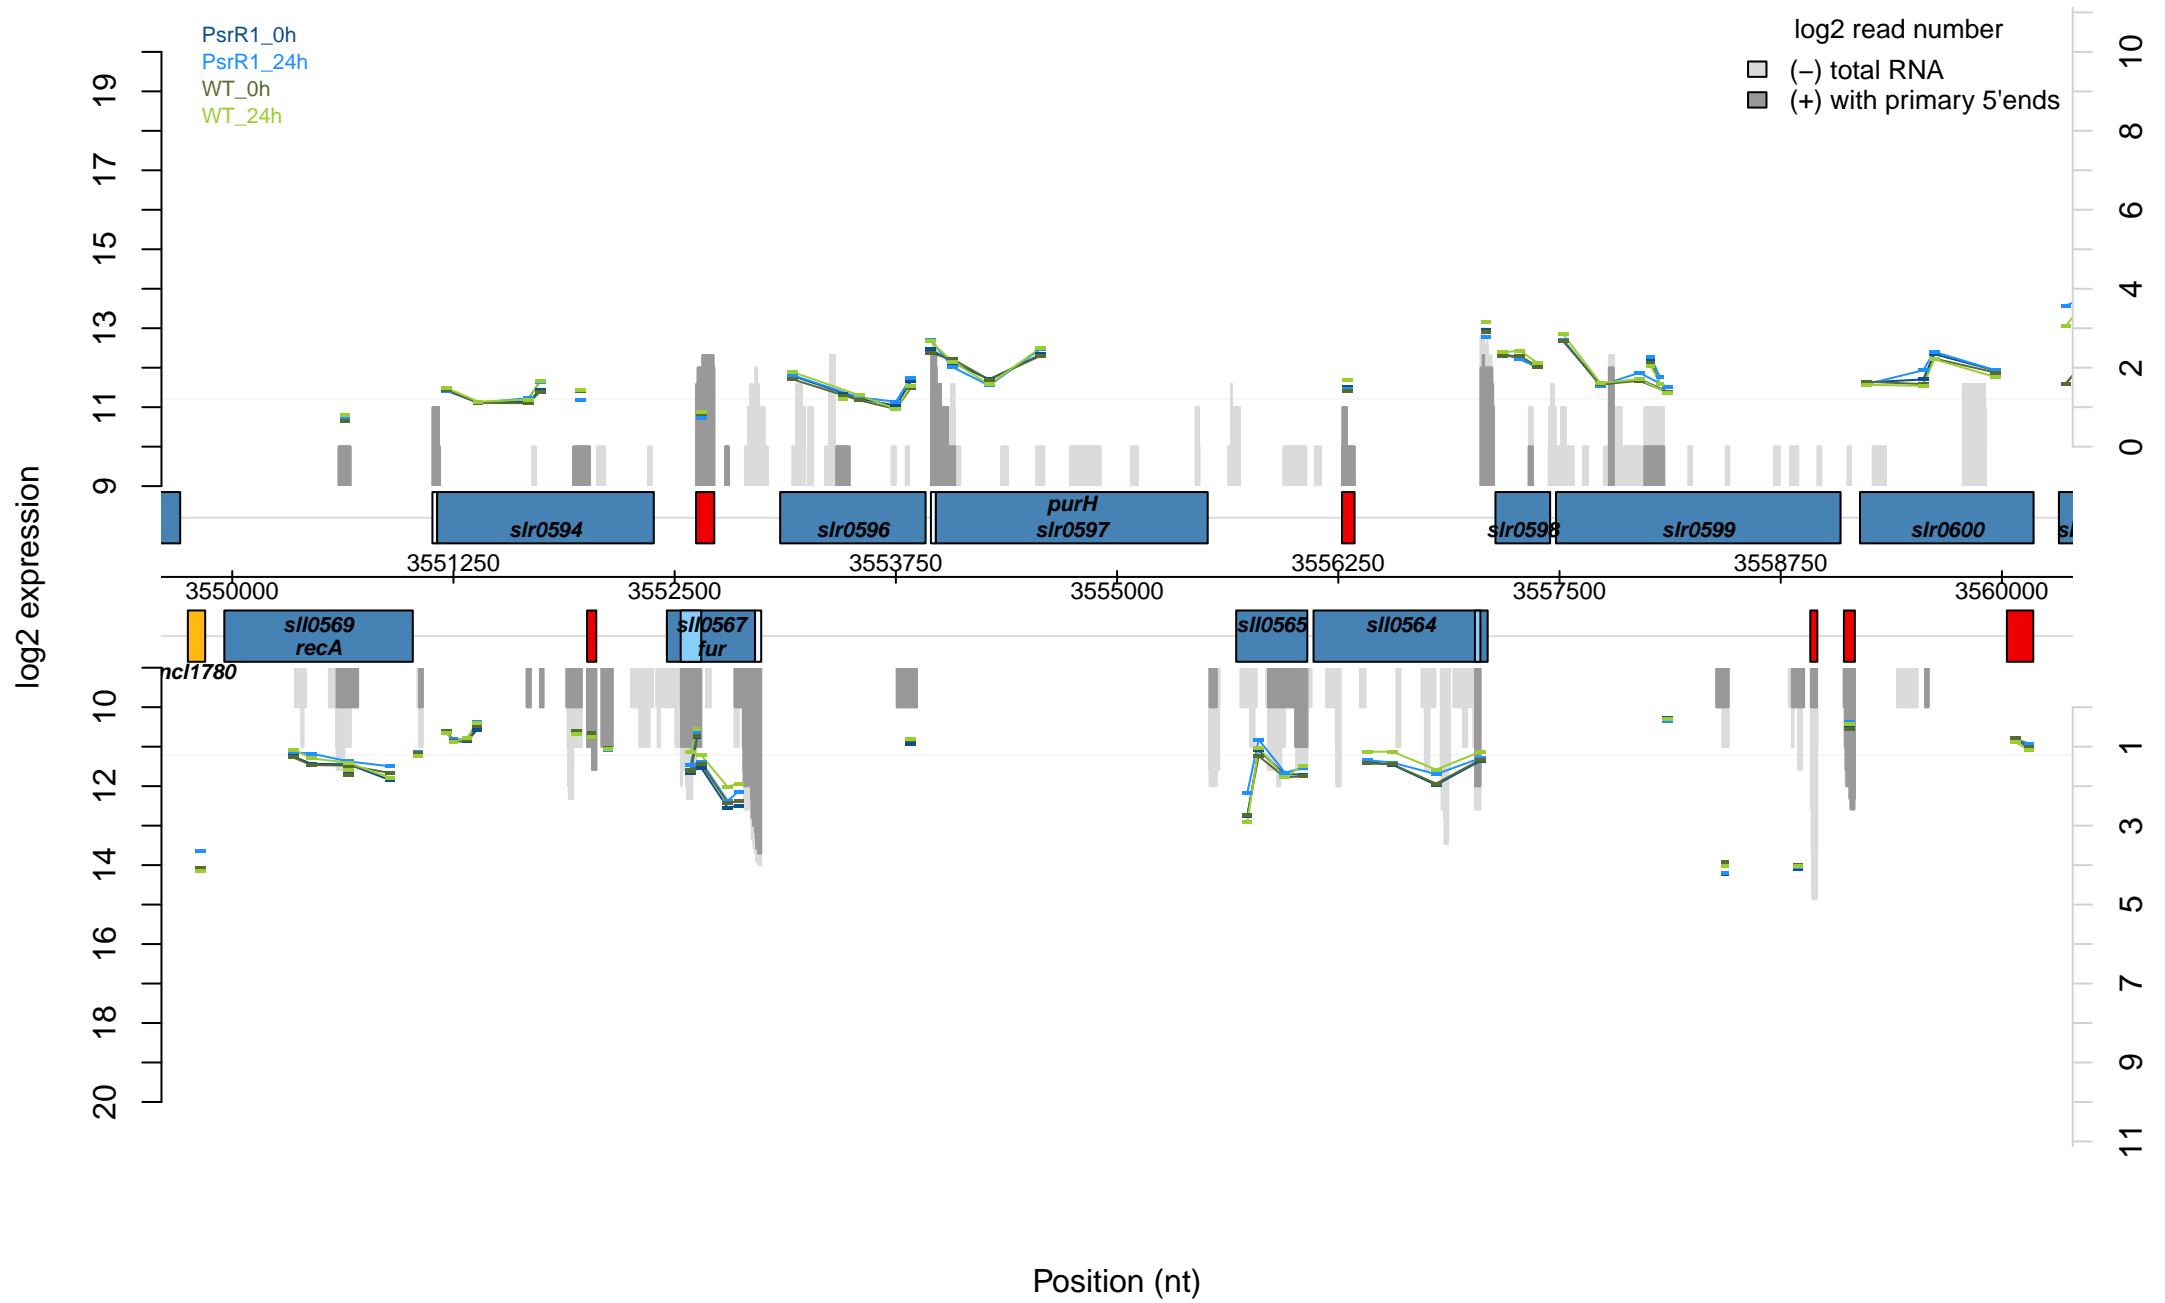 PsrR1_0h
PsrR1_24h
WT_0h
WT_24h
log2 read number
(−) total RNA
(+) with primary 5'ends
19
17
15
13
11
9
10
8
6
4
2
0
log2 expression
slr0594
slr0596
purH
slr0597
slr0598
slr0599
slr0600
sl
3551250
3553750
3556250
3558750
3550000
3552500
3555000
3557500
3560000
sll0569
recA
sll0567
fur
sll0565
sll0564
ncl1780
10
12
14
16
18
20
1
3
5
7
9
11
Position (nt)